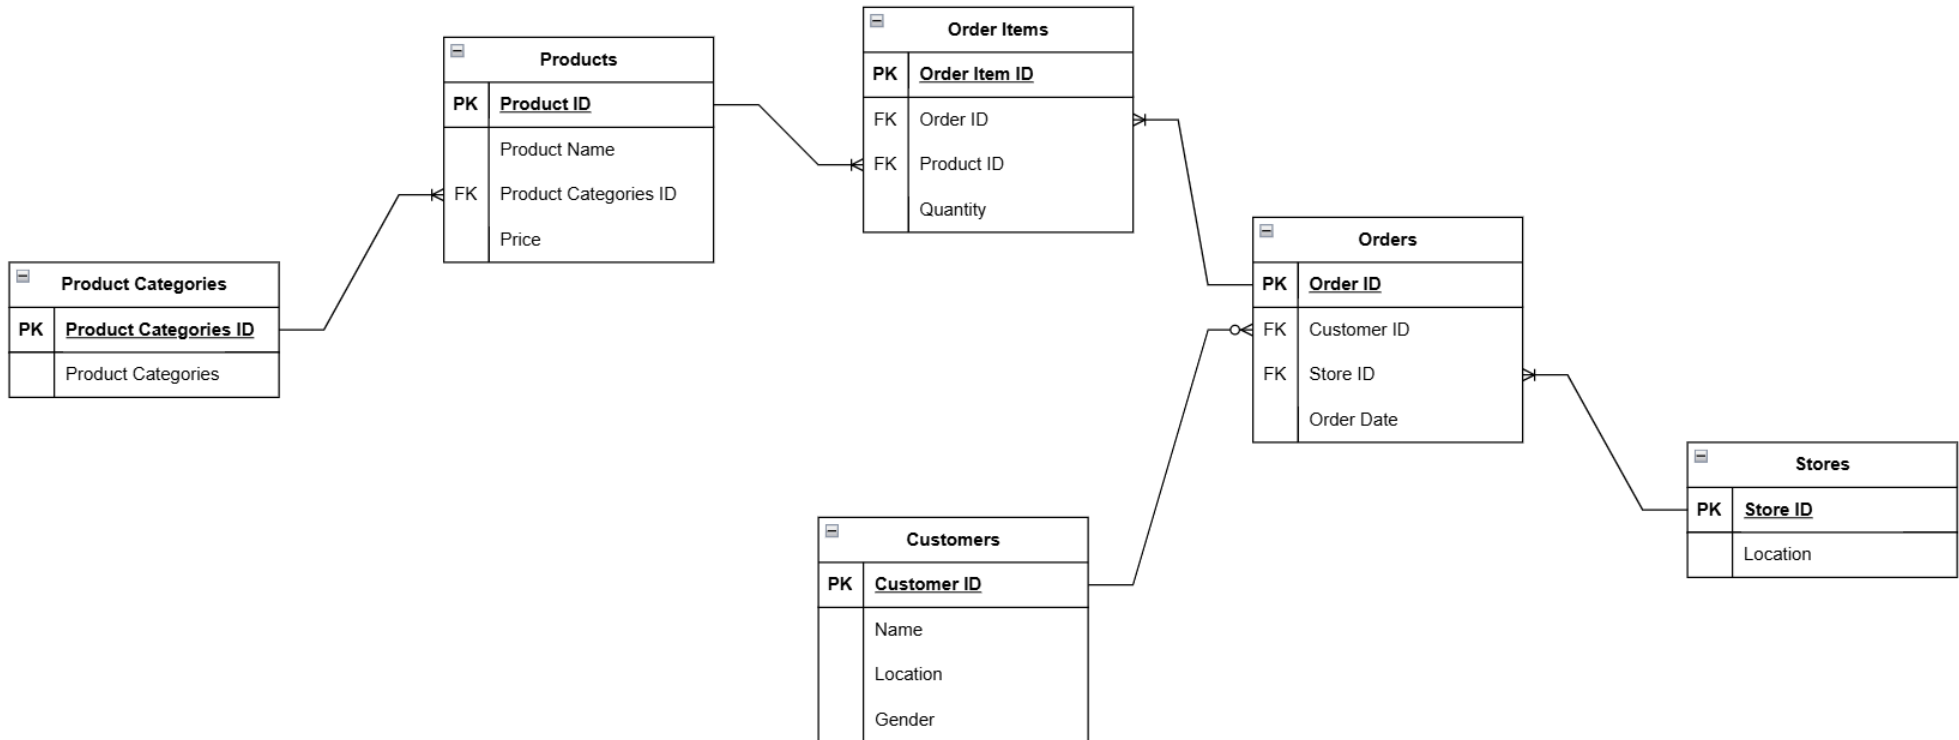 Product Categories
PK Product Categories ID
Product Categories
Products
PK Product ID
Product Name
FK Product Categories ID
Price
Order Items
PK Order Item ID
FK Order ID
FK Product ID
Quantity
Orders
PK Order ID
FK Customer ID
FK Store ID
Order Date
Customers
PK Customer ID
Name
Location
Gender
Stores
PK Store ID
Location